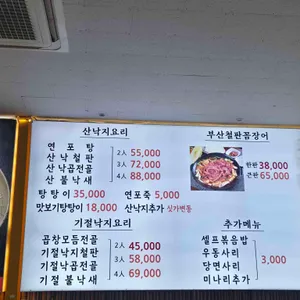 산낙지요리
연포탕
산낙철판
산낙곱전골
산불낙새
2인 55,000
3인 72,000
4인 88,000
탕탕이 35,000 연포죽 5,000
맛보기탕탕이 18,000 산낙지추가 싯가변동
기절낙지요리
곱창모듬전골
기절낙지철판
기절낙곱전골
기절불낙새
2인 45,000
3인 58,000
4인 69,000
부산철판꼼장어
한판 38,000
큰판 65,000
추가메뉴
셀프볶음밥
우동사리
당면사리
미나리추가
3,000